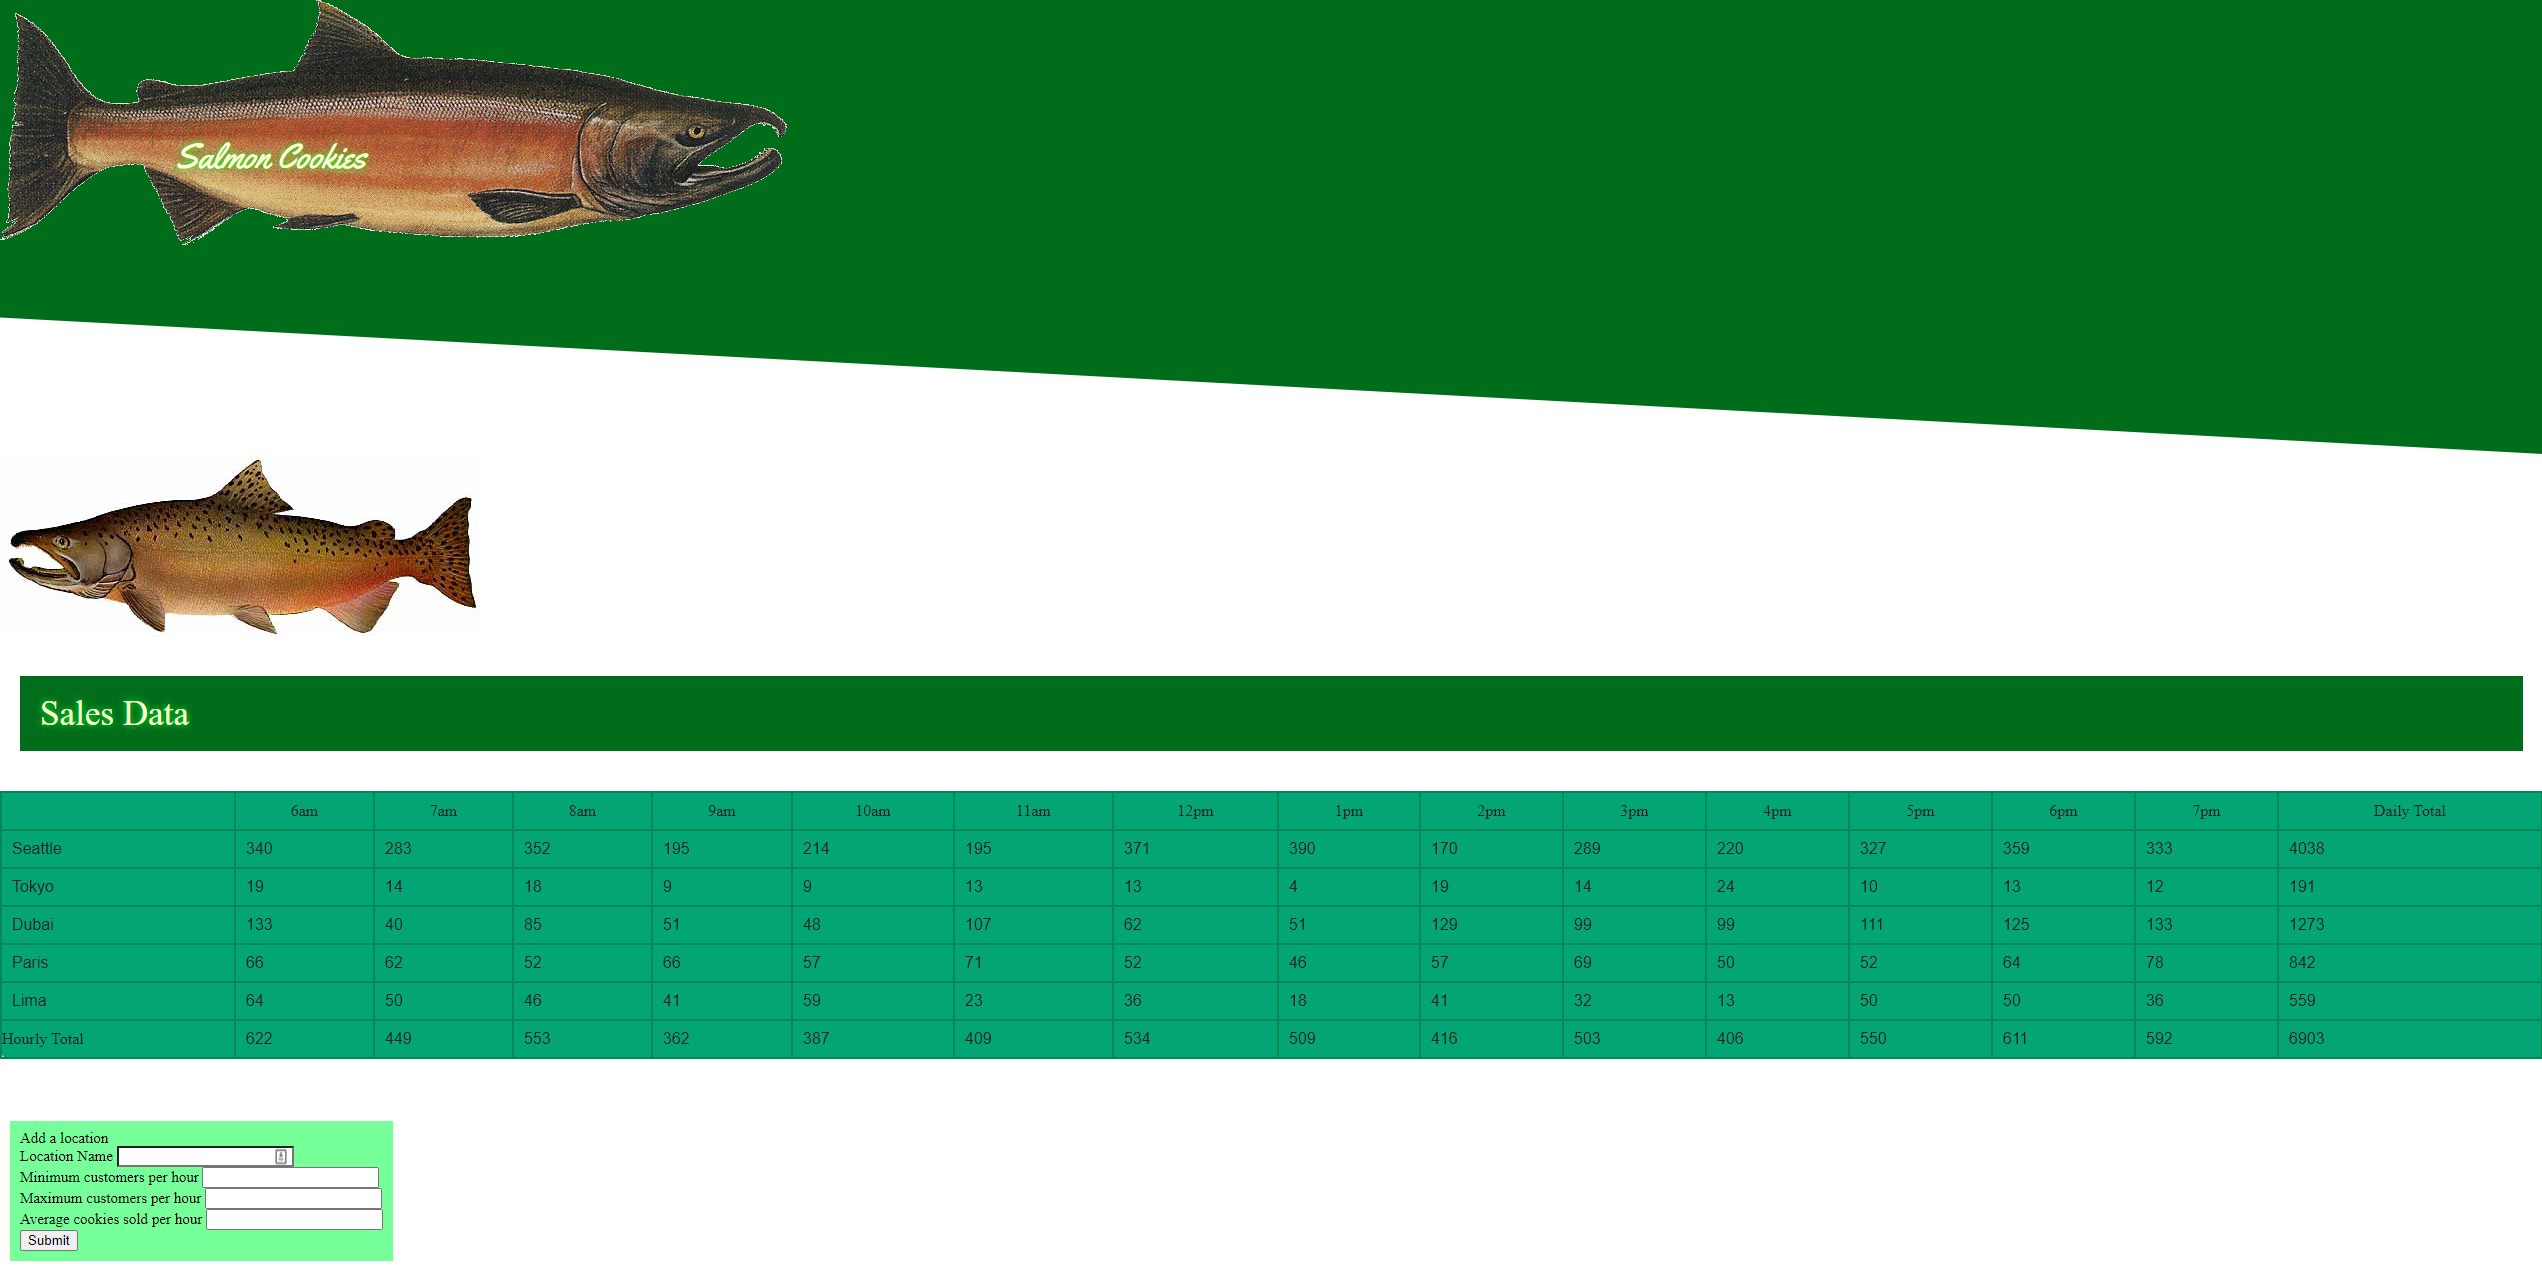 Salmon Cookies
Sales Data
6am 7am 8am 9am 10am 11am 12pm 1pm 2pm 3pm 4pm 5pm 6pm 7pm Daily Total
Seattle 340 283 352 195 214 195 371 390 170 289 220 327 359 333 4038
Tokyo 19 14 18 9 9 13 13 4 19 14 24 10 13 12 191
Dubai 133 40 85 51 48 107 62 51 129 99 99 111 125 133 1273
Paris 66 62 52 66 57 71 52 46 57 69 50 52 64 78 842
Lima 64 50 46 41 59 23 36 18 41 32 13 50 50 36 559
Hourly Total 622 449 553 362 387 409 534 509 416 503 406 550 611 592 6903
Add a location
Location Name
Minimum customers per hour
Maximum customers per hour
Average cookies sold per hour
Submit